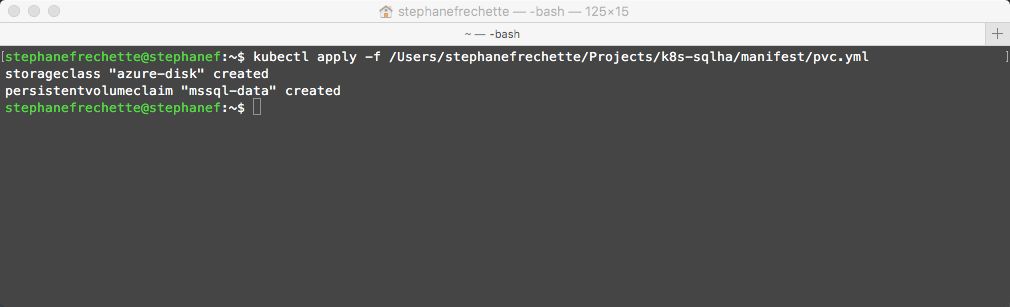 stephanefrechette — -bash — 125×15
~ — -bash
[stephanefrechette@stephanef:~$ kubectl apply -f /Users/stephanefrechette/Projects/k8s-sqlha/manifest/pvc.yml ]
storageclass "azure-disk" created
persistentvolumeclaim "mssql-data" created
stephanefrechette@stephanef:~$